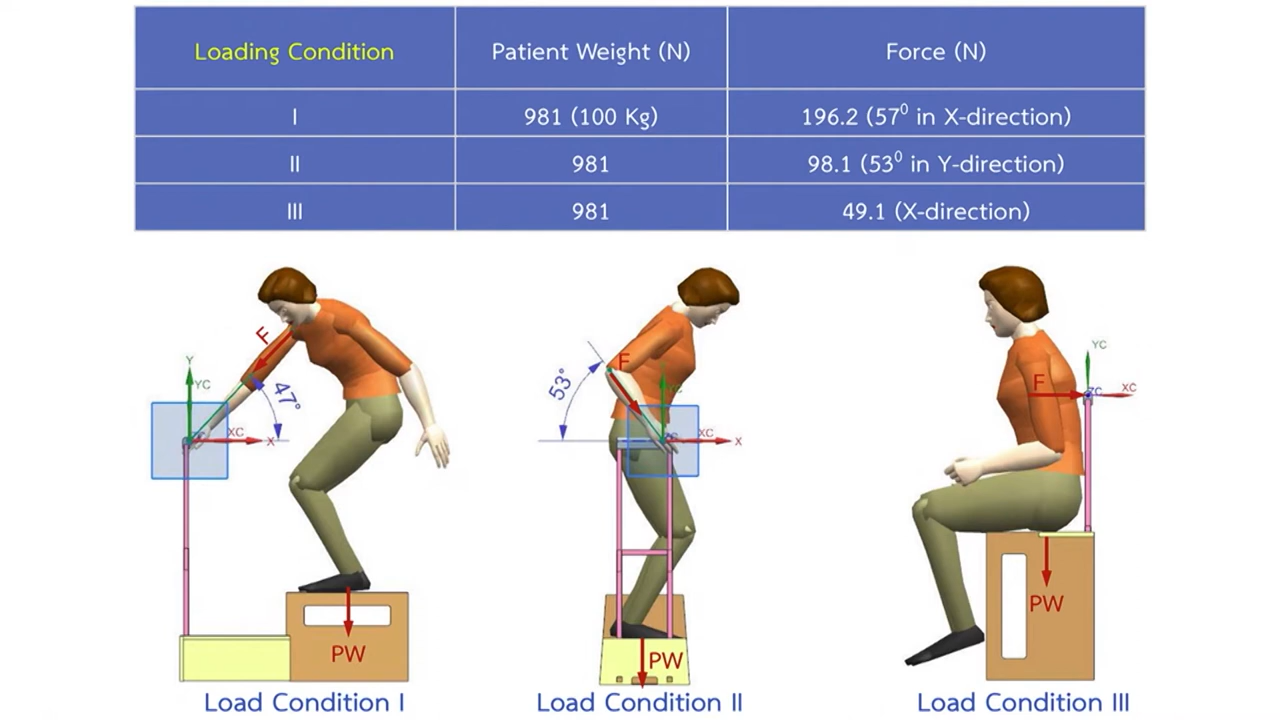 Loading Condition Patient Weight (N) Force (N)
I 981 (100 Kg) 196.2 (57⁰ in X-direction)
II 981 98.1 (53⁰ in Y-direction)
III 981 49.1 (X-direction)
F
Y
YC
47°
XC
X
PW
Load Condition I
F
53°
YC
XC
X
PW
Load Condition II
YC
F
ZC
XC
PW
Load Condition III